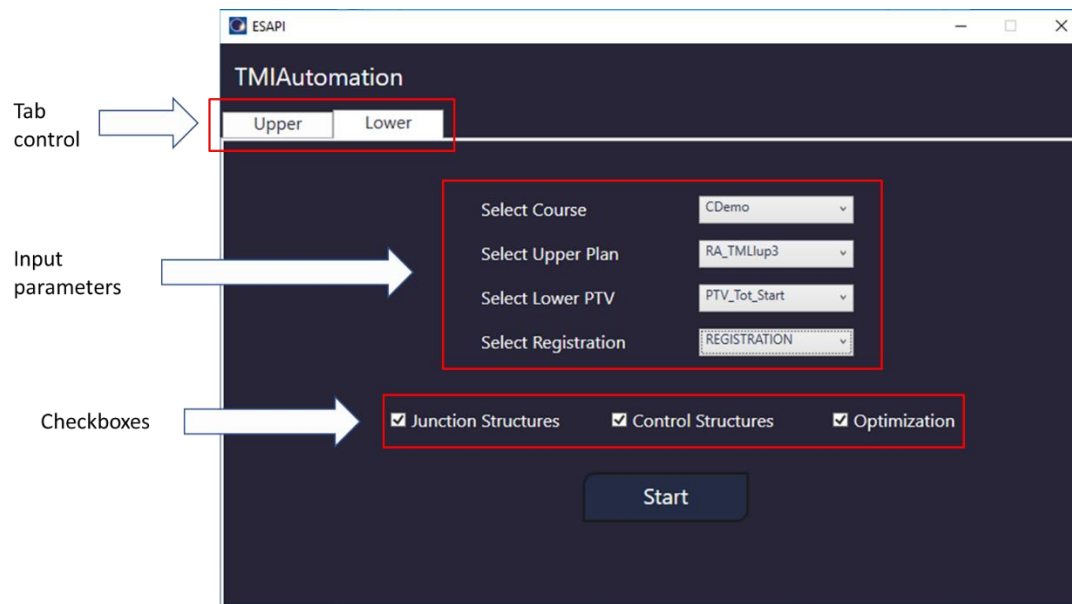 ESAPI
TMIAutomation
Tab
control
Upper Lower
Select Course CDemo
Select Upper Plan RA_TMLIup3
Input
parameters
Select Lower PTV PTV_Tot_Start
Select Registration REGISTRATION
Checkboxes
Junction Structures Control Structures Optimization
Start